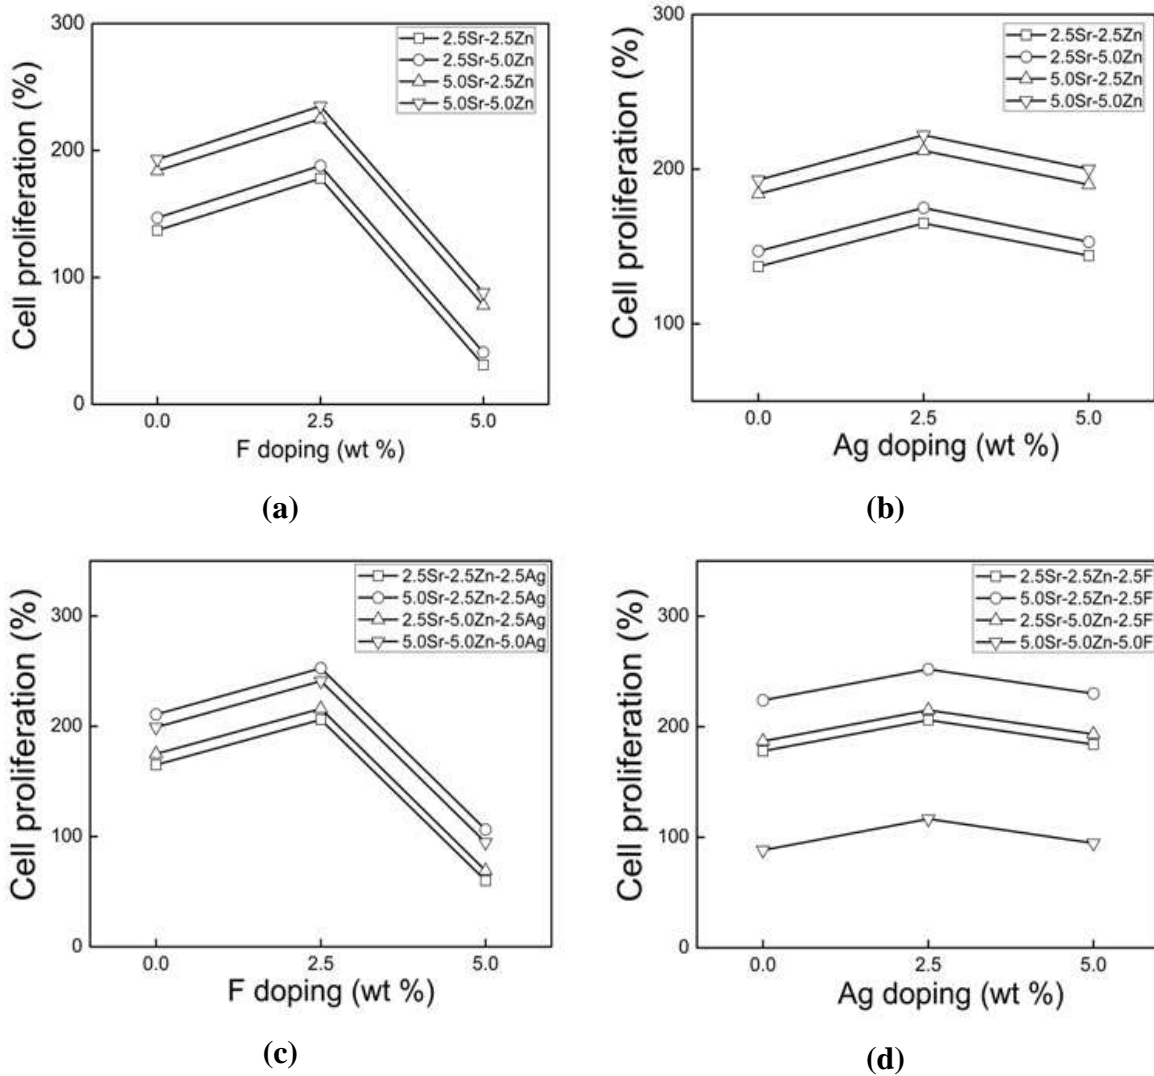 300
200
100
0
Cell proliferation (%)
2.5Sr-2.5Zn
2.5Sr-5.0Zn
5.0Sr-2.5Zn
5.0Sr-5.0Zn
0.0 2.5 5.0
F doping (wt %)
(a)
300
200
100
Cell proliferation (%)
2.5Sr-2.5Zn
2.5Sr-5.0Zn
5.0Sr-2.5Zn
5.0Sr-5.0Zn
0.0 2.5 5.0
Ag doping (wt %)
(b)
300
200
100
0
Cell proliferation (%)
2.5Sr-2.5Zn-2.5Ag
5.0Sr-2.5Zn-2.5Ag
2.5Sr-5.0Zn-2.5Ag
5.0Sr-5.0Zn-5.0Ag
0.0 2.5 5.0
F doping (wt %)
(c)
300
200
100
0
Cell proliferation (%)
2.5Sr-2.5Zn-2.5F
5.0Sr-2.5Zn-2.5F
2.5Sr-5.0Zn-2.5F
5.0Sr-5.0Zn-5.0F
0.0 2.5 5.0
Ag doping (wt %)
(d)